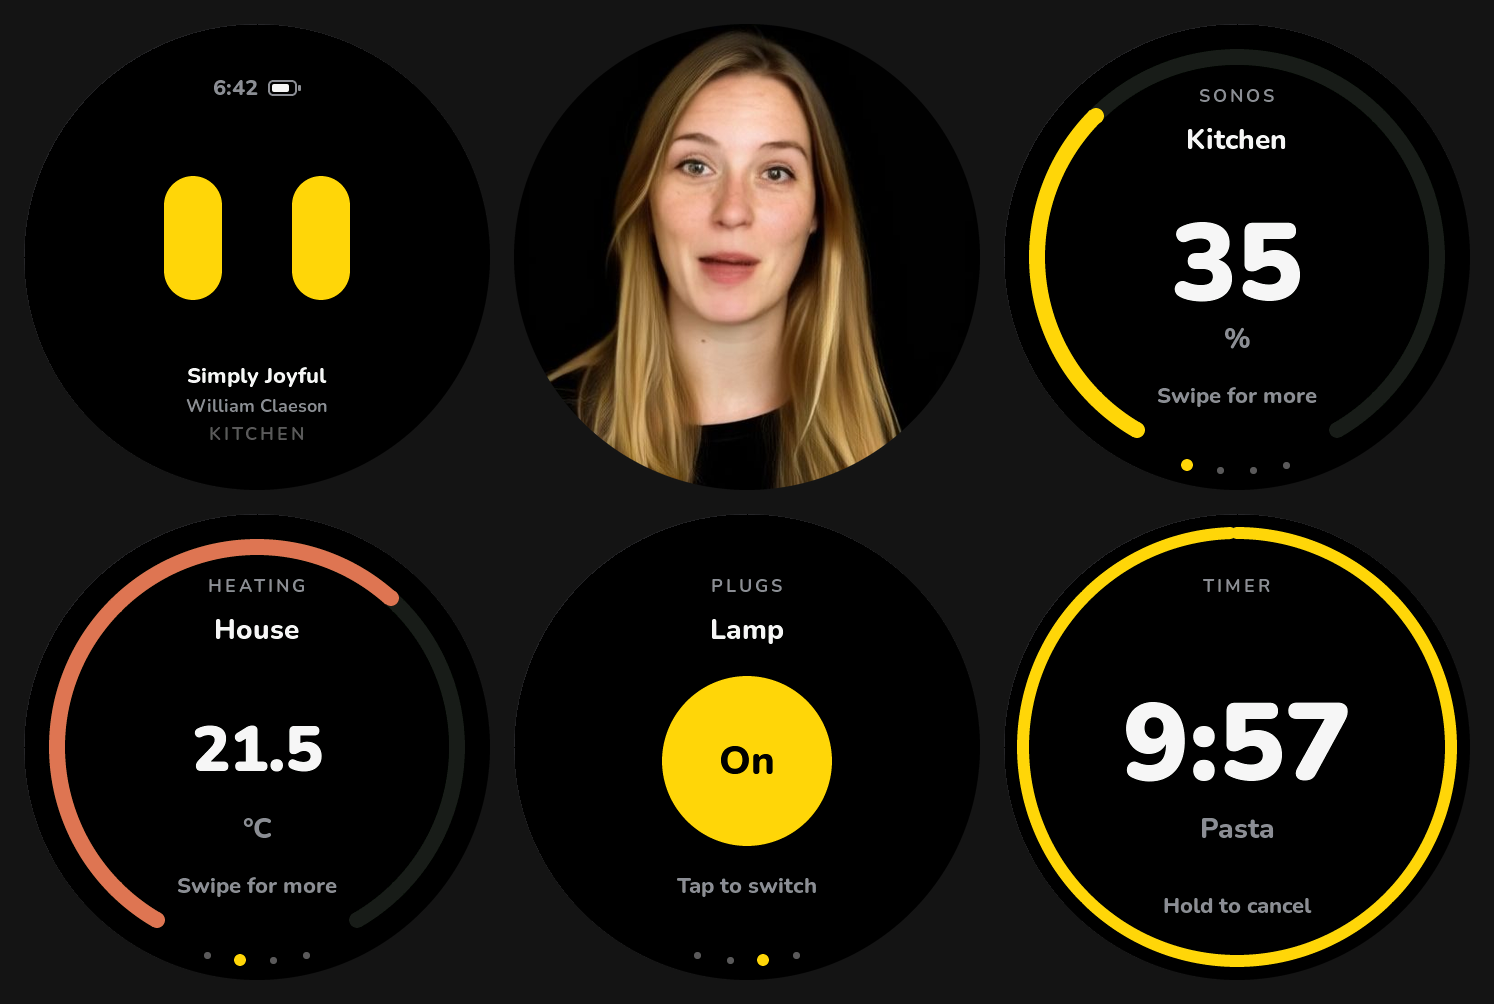 6:42
Simply Joyful
William Claeson
KITCHEN
SONOS
Kitchen
35
%
Swipe for more
HEATING
House
21.5
°C
Swipe for more
PLUGS
Lamp
On
Tap to switch
TIMER
9:57
Pasta
Hold to cancel